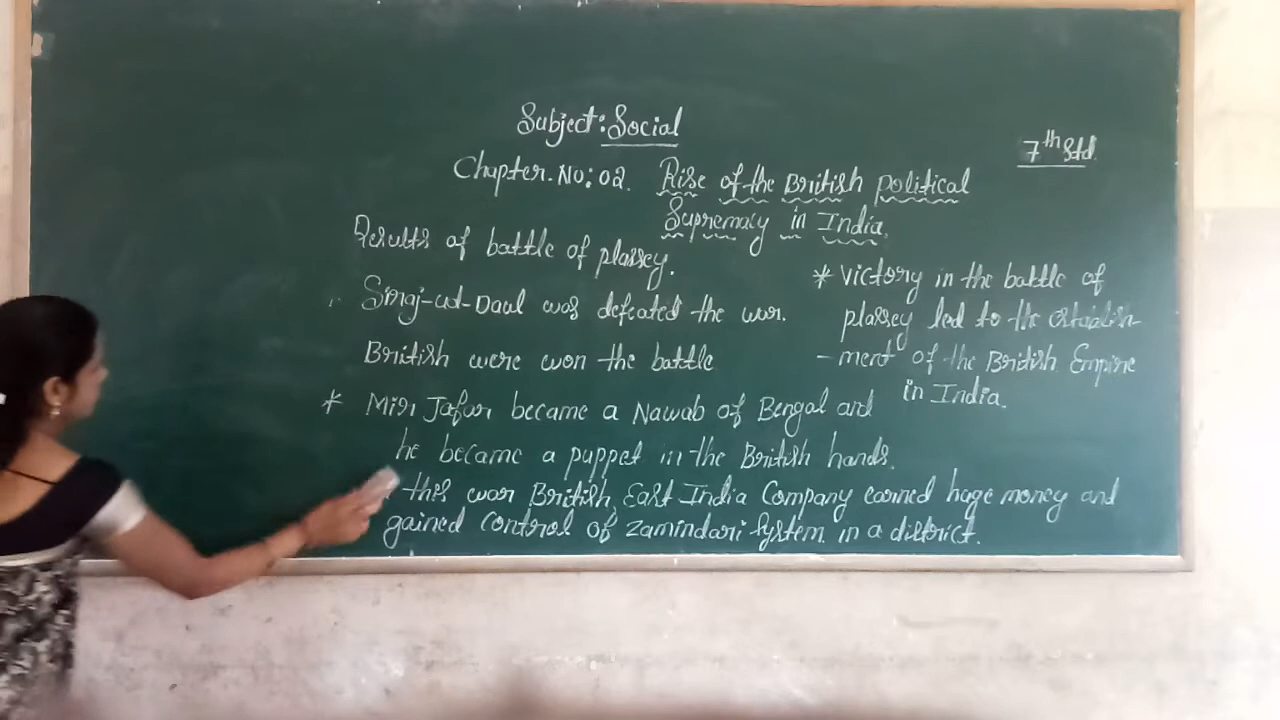 Subject: Social
7th Std.
Chapter. No: 02. Rise of the British political
Supremacy in India.
Results of battle of plassey.
Siraj-ud-Daul was defeated the war.
British were won the battle
* Mir Jafar became a Nawab of Bengal and
he became a puppet in the British hands.
this war British East India Company earned huge money and
gained control of Zamindari System in a district.
* victory in the battle of
plassey led to the establish-
- ment of the British Empire
in India.